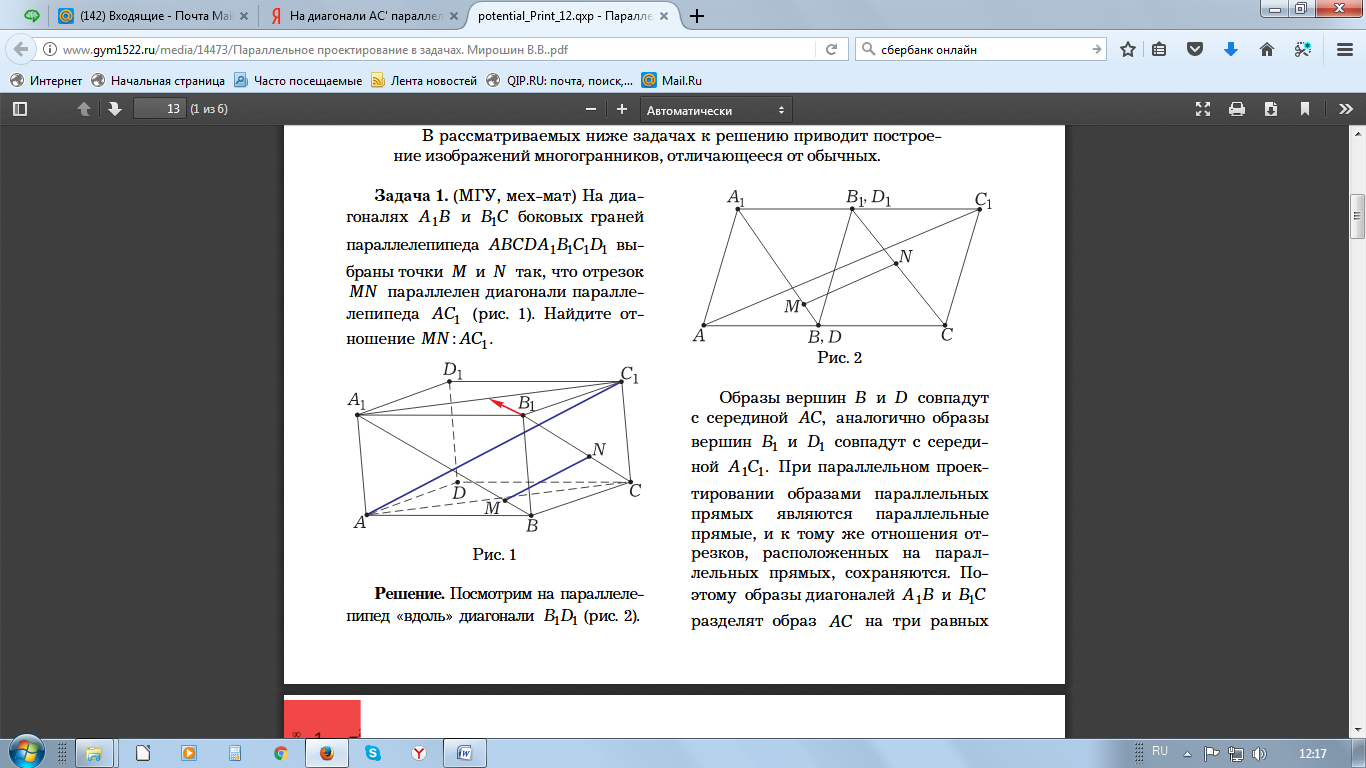 (142) Входящие - Почта Mail
На диагонали AC' параллел
potential_Print_12.qxp - Паралле
www.gym1522.ru/media/14473/Параллельное проектирование в задачах. Мирошин В.В..pdf
сбербанк онлайн
Интернет
Начальная страница
Часто посещаемые
Лента новостей
QIP.RU: почта, поиск,...
Mail.Ru
13 (1 из 6)
Автоматически
В рассматриваемых ниже задачах к решению приводит построе-
ние изображений многогранников, отличающееся от обычных.
Задача 1. (МГУ, мех-мат) На диа-
гоналях A₁B и B₁C боковых граней
параллелепипеда ABCDA₁B₁C₁D₁ вы-
браны точки M и N так, что отрезок
MN параллелен диагонали паралле-
лепипеда AC₁ (рис. 1). Найдите от-
ношение MN : AC₁.
D₁
C₁
A₁
B₁
N
D
M
C
A
B
Рис. 1
Решение. Посмотрим на параллеле-
пипед «вдоль» диагонали B₁D₁ (рис. 2).
A₁
B₁, D₁
C₁
N
M
A
B, D
C
Рис. 2
Образы вершин B и D совпадут
с серединой AC, аналогично образы
вершин B₁ и D₁ совпадут с середи-
ной A₁C₁. При параллельном проек-
тировании образами параллельных
прямых являются параллельные
прямые, и к тому же отношения от-
резков, расположенных на парал-
лельных прямых, сохраняются. По-
этому образы диагоналей A₁B и B₁C
разделят образ AC на три равных
RU
12:17